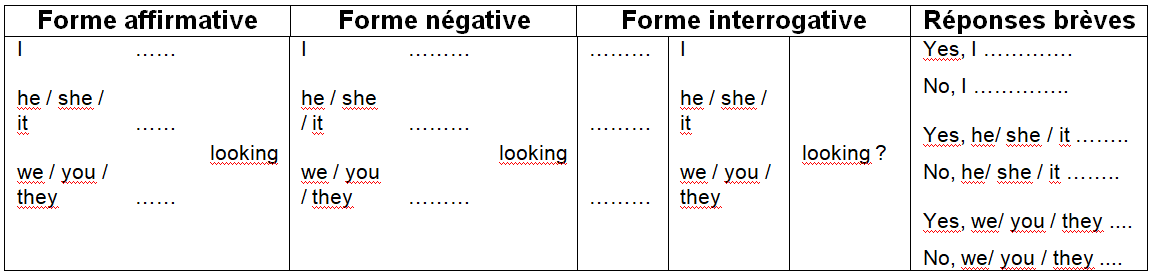 Forme affirmative
Forme négative
Forme interrogative
Réponses brèves
I ……
he / she /
it ……
looking
we / you /
they ……
I ………
he / she
/ it ………
looking
we / you
/ they ………
……… I
he / she /
……… it
looking ?
we / you /
……… they
Yes, I ………….
No, I …………..
Yes, he/ she / it ……..
No, he/ she / it ……..
Yes, we/ you / they ....
No, we/ you / they ....